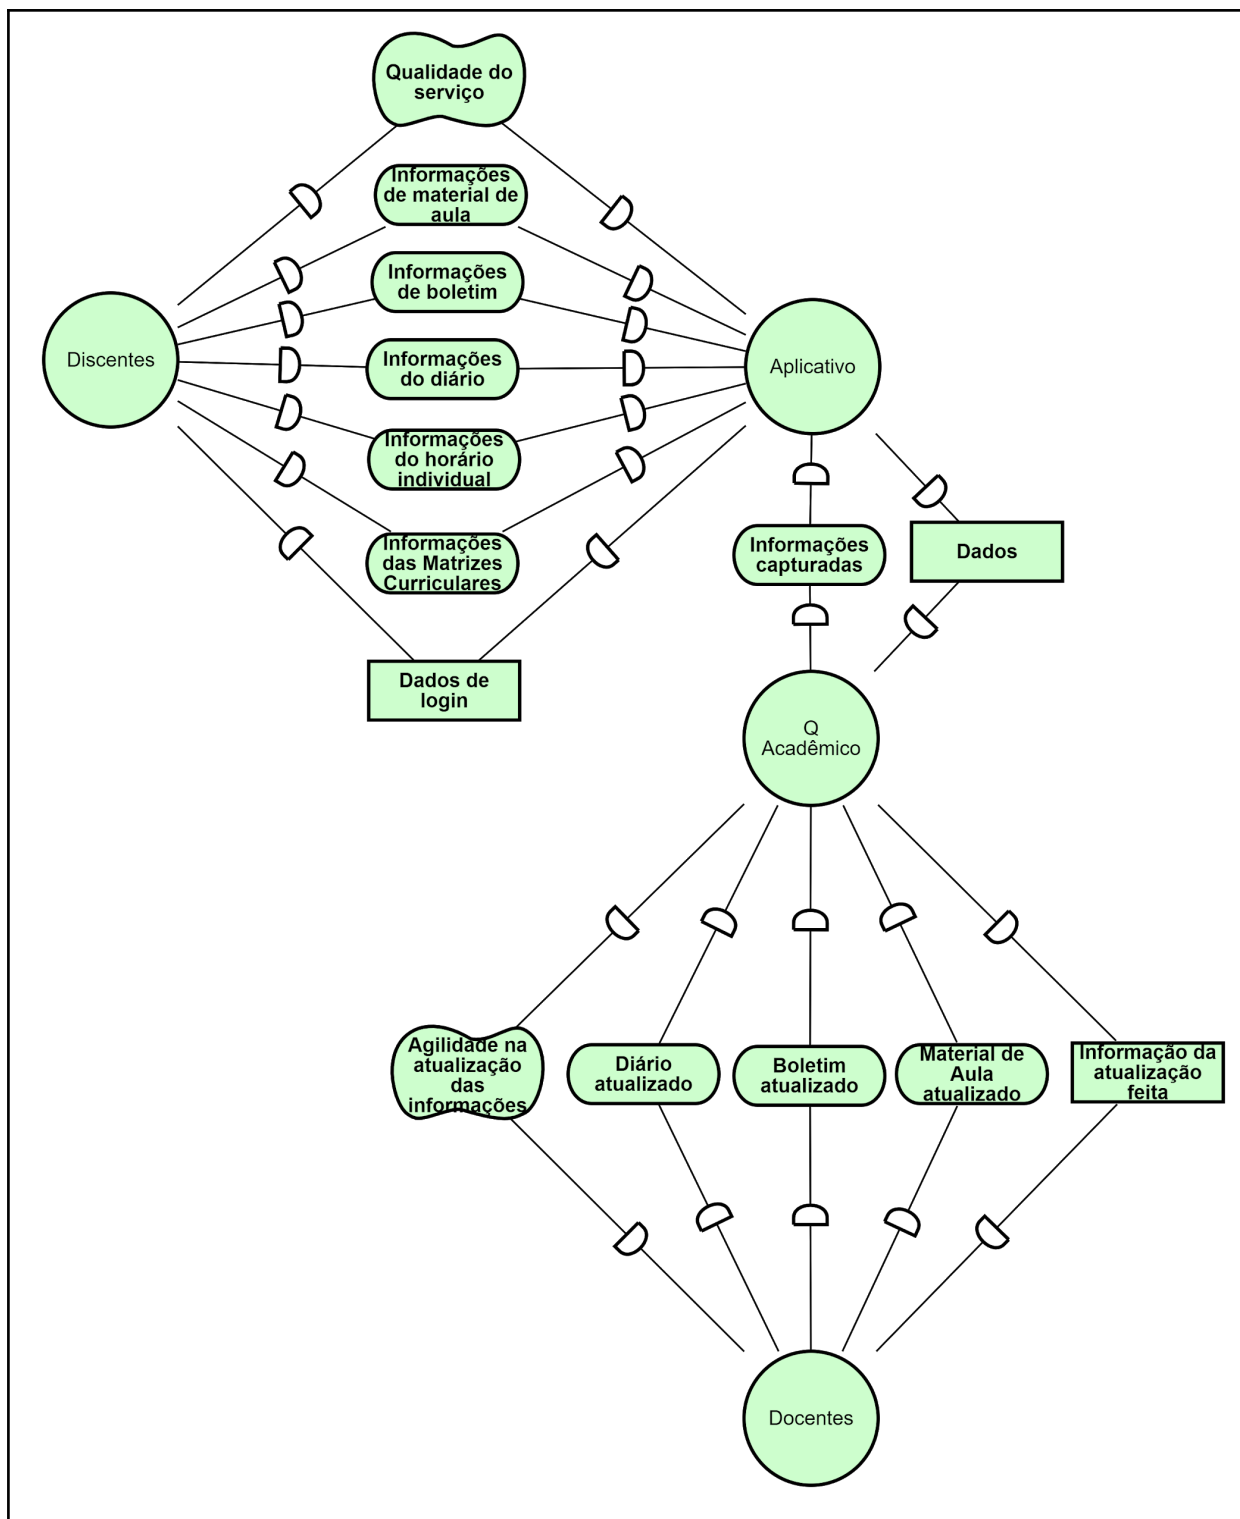 Qualidade do
serviço
Informações
de material de
aula
Informações
de boletim
Discentes
Informações
do diário
Aplicativo
Informações
do horário
individual
Informações
das Matrizes
Curriculares
Informações
capturadas
Dados
Dados de
login
Q
Acadêmico
Agilidade na
atualização
das
informações
Diário
atualizado
Boletim
atualizado
Material de
Aula
atualizado
Informação da
atualização
feita
Docentes